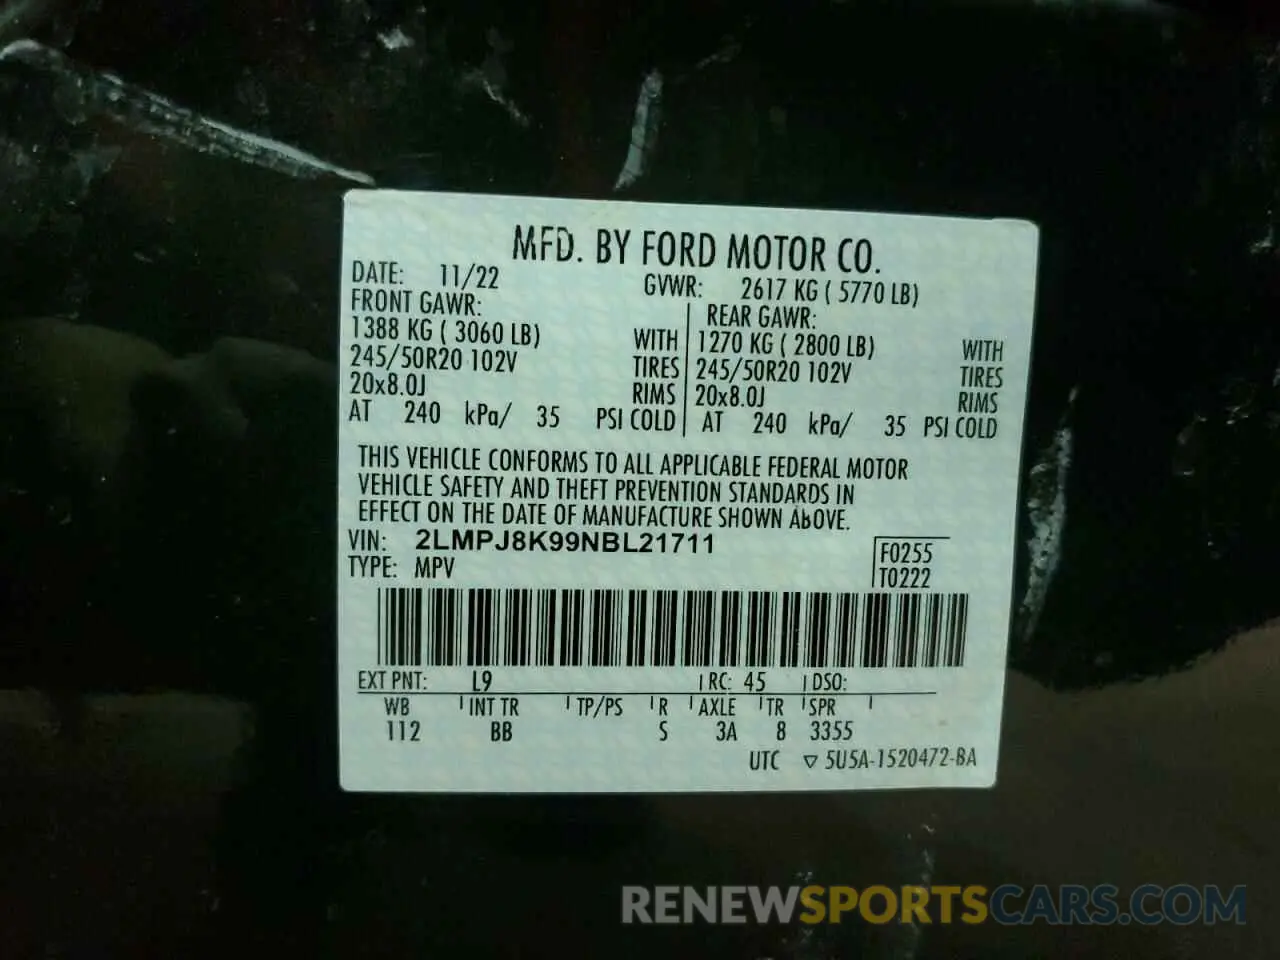 MFD. BY FORD MOTOR CO.
DATE: 11/22 GVWR: 2617 KG ( 5770 LB)
FRONT GAWR: REAR GAWR:
1388 KG ( 3060 LB) WITH 1270 KG ( 2800 LB) WITH
245/50R20 102V TIRES 245/50R20 102V TIRES
20x8.0J RIMS 20x8.0J RIMS
AT 240 kPa/ 35 PSI COLD AT 240 kPa/ 35 PSI COLD
THIS VEHICLE CONFORMS TO ALL APPLICABLE FEDERAL MOTOR
VEHICLE SAFETY AND THEFT PREVENTION STANDARDS IN
EFFECT ON THE DATE OF MANUFACTURE SHOWN ABOVE.
VIN: 2LMPJ8K99NBL21711
TYPE: MPV
F0255
T0222
EXT PNT: L9 RC: 45 DSO:
WB INT TR TP/PS R AXLE TR SPR
112 BB S 3A 8 3355
UTC ▽ 5U5A-1520472-BA
RENEWSPORTSCARS.COM